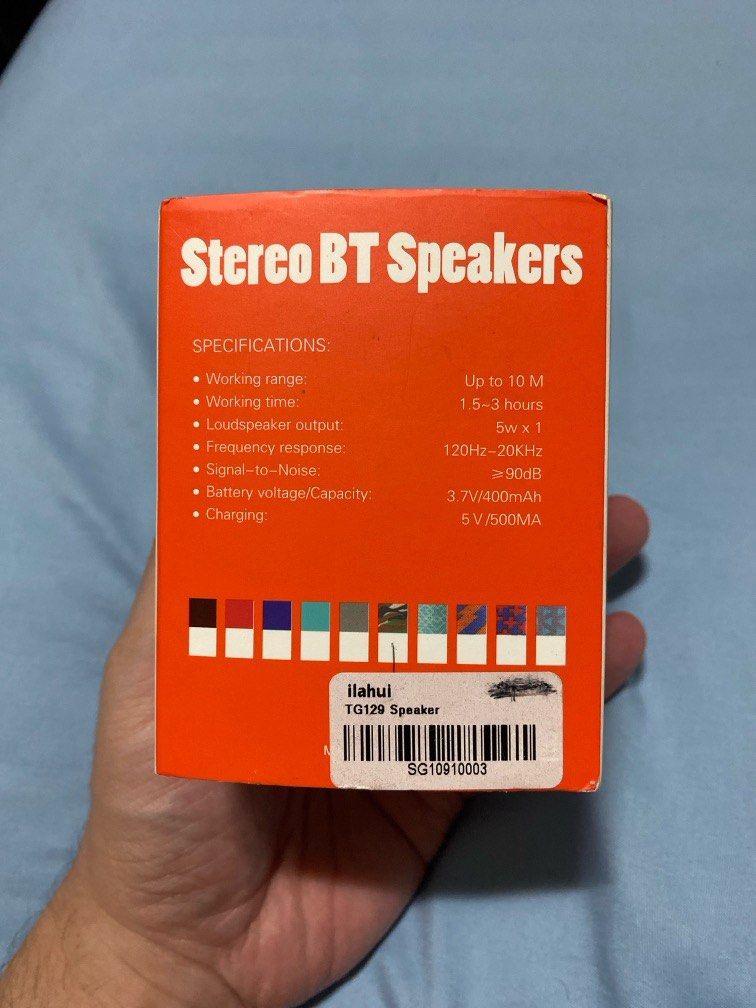 Stereo BT Speakers
SPECIFICATIONS:
• Working range: Up to 10 M
• Working time: 1.5~3 hours
• Loudspeaker output: 5w x 1
• Frequency response: 120Hz-20KHz
• Signal-to-Noise: ≥90dB
• Battery voltage/Capacity: 3.7V/400mAh
• Charging: 5V/500MA
ilahui
TG129 Speaker
M
SG10910003